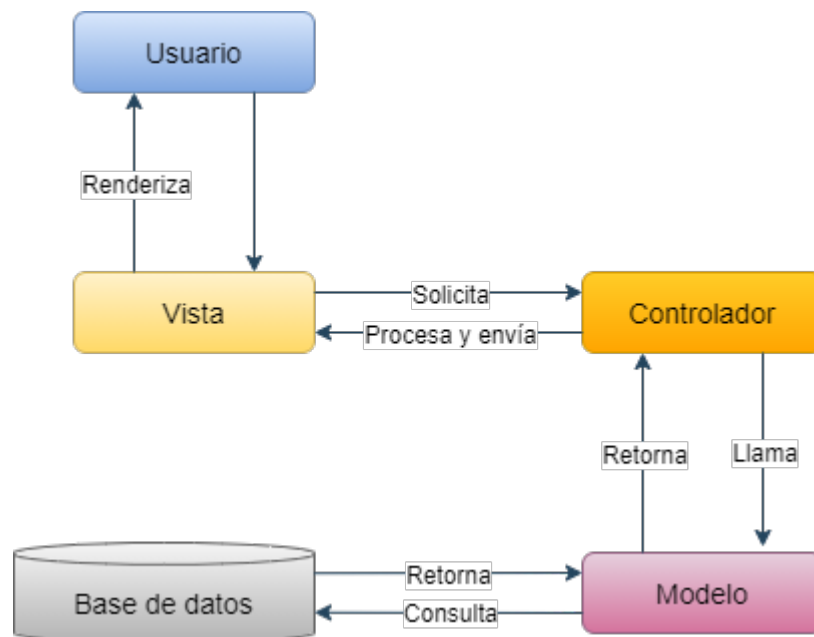 Usuario
Renderiza
Vista
Solicita
Procesa y envía
Controlador
Retorna
Llama
Base de datos
Retorna
Consulta
Modelo